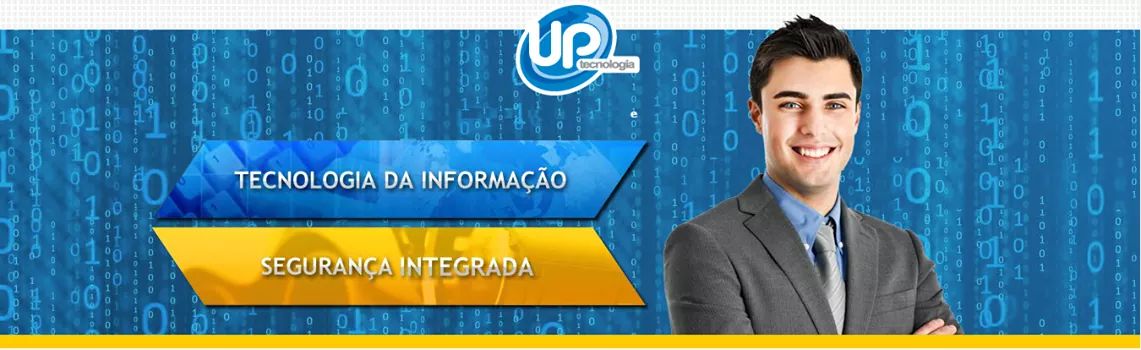 UP
tecnologia
e
TECNOLOGIA DA INFORMAÇÃO
SEGURANÇA INTEGRADA